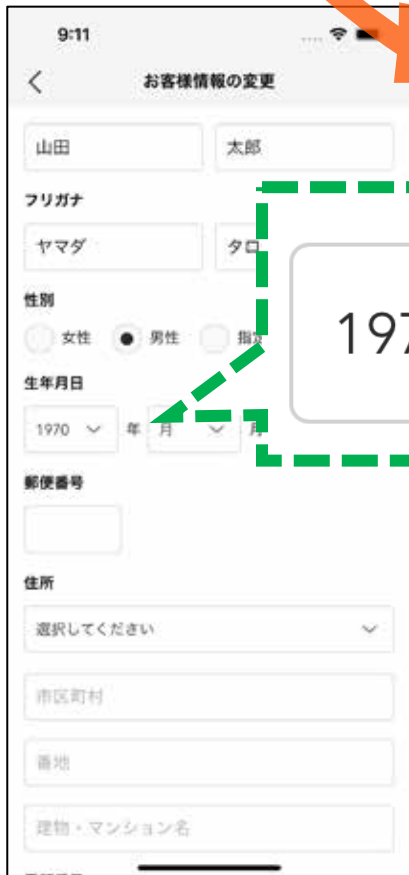 9:11
お客様情報の変更
山田 太郎
フリガナ
ヤマダ タロ
性別
女性 男性 指定
生年月日
1970 年 月
197
郵便番号
住所
選択してください
市区町村
番地
建物・マンション名